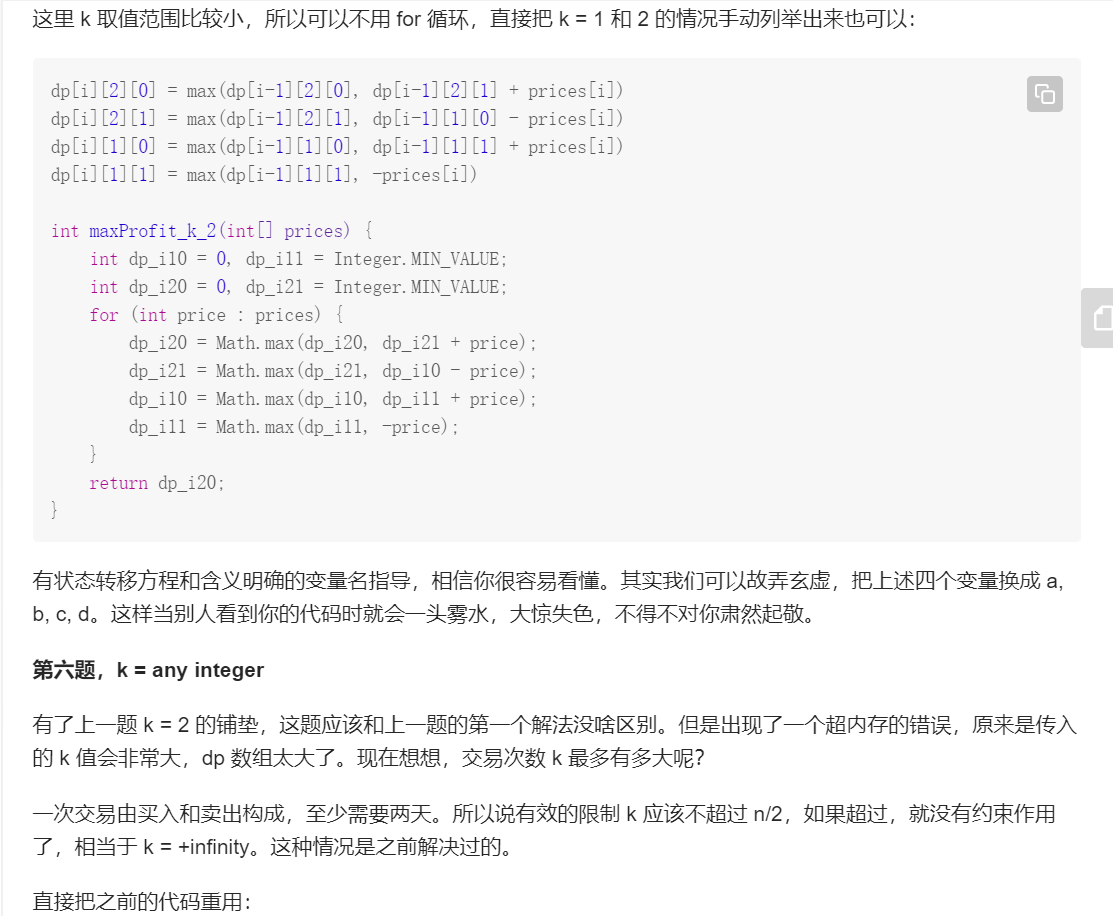 这里 k 取值范围比较小，所以可以不用 for 循环，直接把 k = 1 和 2 的情况手动列举出来也可以：
dp[i][2][0] = max(dp[i-1][2][0], dp[i-1][2][1] + prices[i])
dp[i][2][1] = max(dp[i-1][2][1], dp[i-1][1][0] - prices[i])
dp[i][1][0] = max(dp[i-1][1][0], dp[i-1][1][1] + prices[i])
dp[i][1][1] = max(dp[i-1][1][1], -prices[i])
int maxProfit_k_2(int[] prices) {
    int dp_i10 = 0, dp_i11 = Integer.MIN_VALUE;
    int dp_i20 = 0, dp_i21 = Integer.MIN_VALUE;
    for (int price : prices) {
        dp_i20 = Math.max(dp_i20, dp_i21 + price);
        dp_i21 = Math.max(dp_i21, dp_i10 - price);
        dp_i10 = Math.max(dp_i10, dp_i11 + price);
        dp_i11 = Math.max(dp_i11, -price);
    }
    return dp_i20;
}
有状态转移方程和含义明确的变量名指导，相信你很容易看懂。其实我们可以故弄玄虚，把上述四个变量换成 a,
b, c, d。这样当别人看到你的代码时就会一头雾水，大惊失色，不得不对你肃然起敬。
第六题，k = any integer
有了上一题 k = 2 的铺垫，这题应该和上一题的第一个解法没啥区别。但是出现了一个超内存的错误，原来是传入
的 k 值会非常大，dp 数组太大了。现在想想，交易次数 k 最多有多大呢？
一次交易由买入和卖出构成，至少需要两天。所以说有效的限制 k 应该不超过 n/2，如果超过，就没有约束作用
了，相当于 k = +infinity。这种情况是之前解决过的。
直接把之前的代码重用：